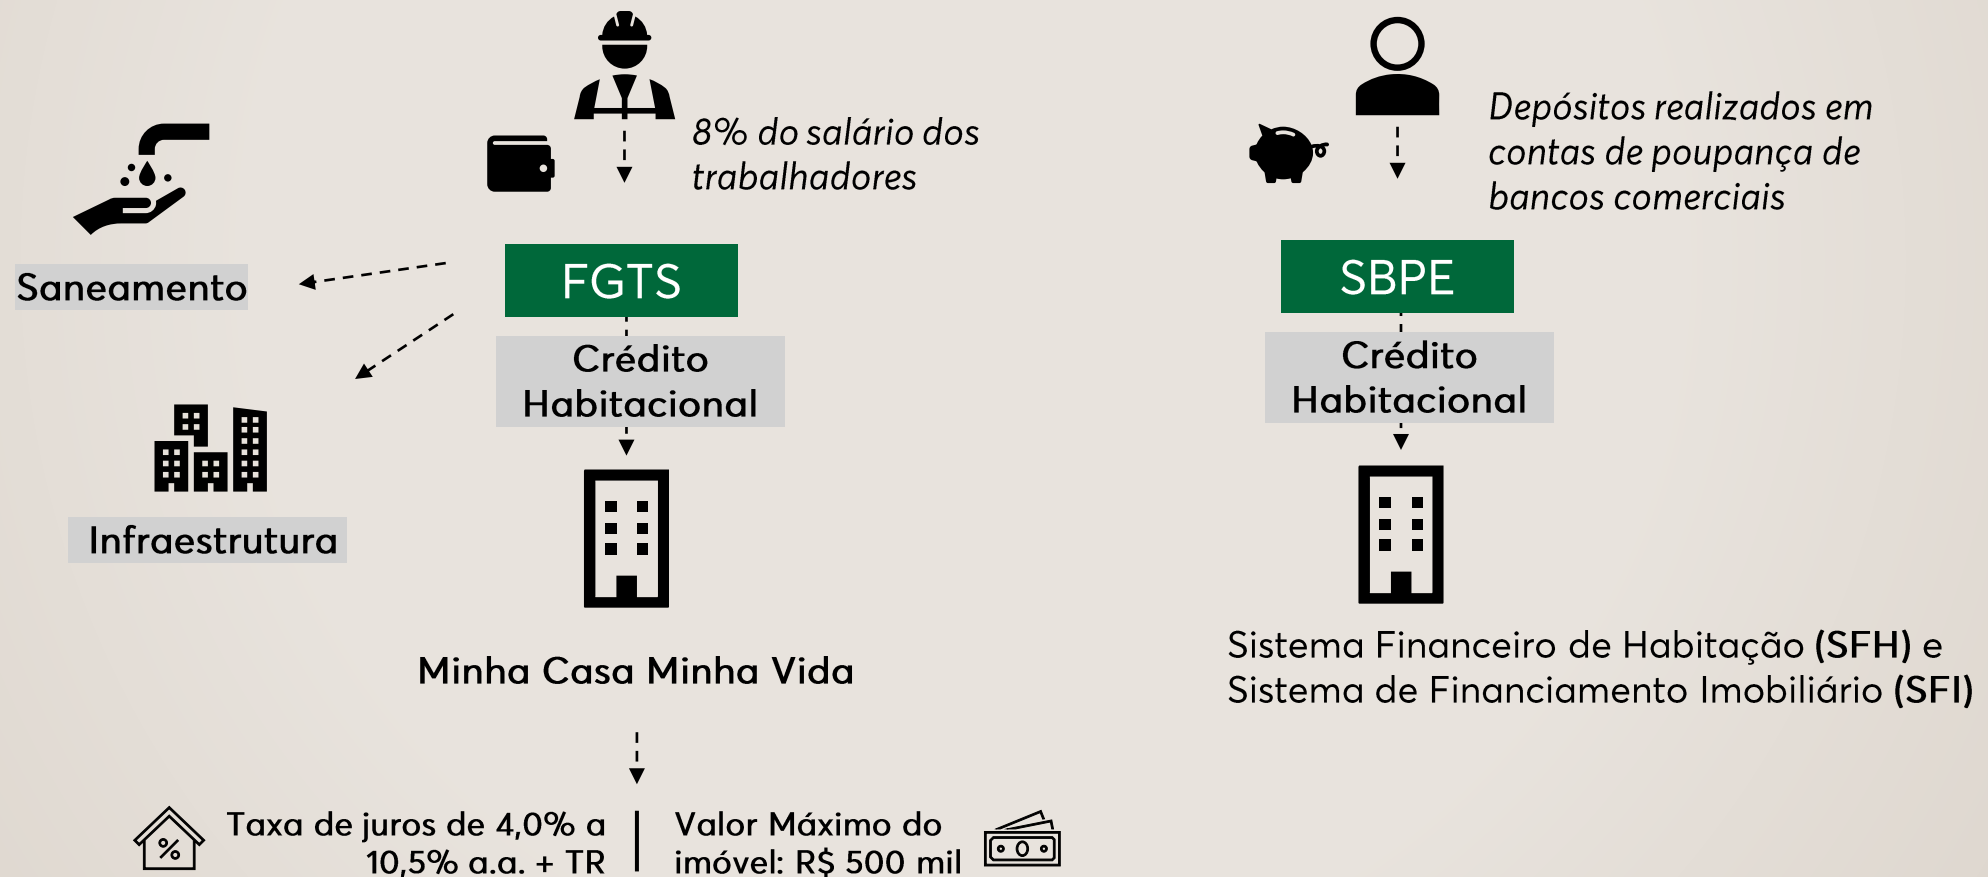 8% do salário dos
trabalhadores
Depósitos realizados em
contas de poupança de
bancos comerciais
Saneamento
FGTS
SBPE
Crédito
Habitacional
Crédito
Habitacional
Infraestrutura
Minha Casa Minha Vida
Sistema Financeiro de Habitação (SFH) e
Sistema de Financiamento Imobiliário (SFI)
Taxa de juros de 4,0% a
10,5% a.a. + TR
Valor Máximo do
imóvel: R$ 500 mil